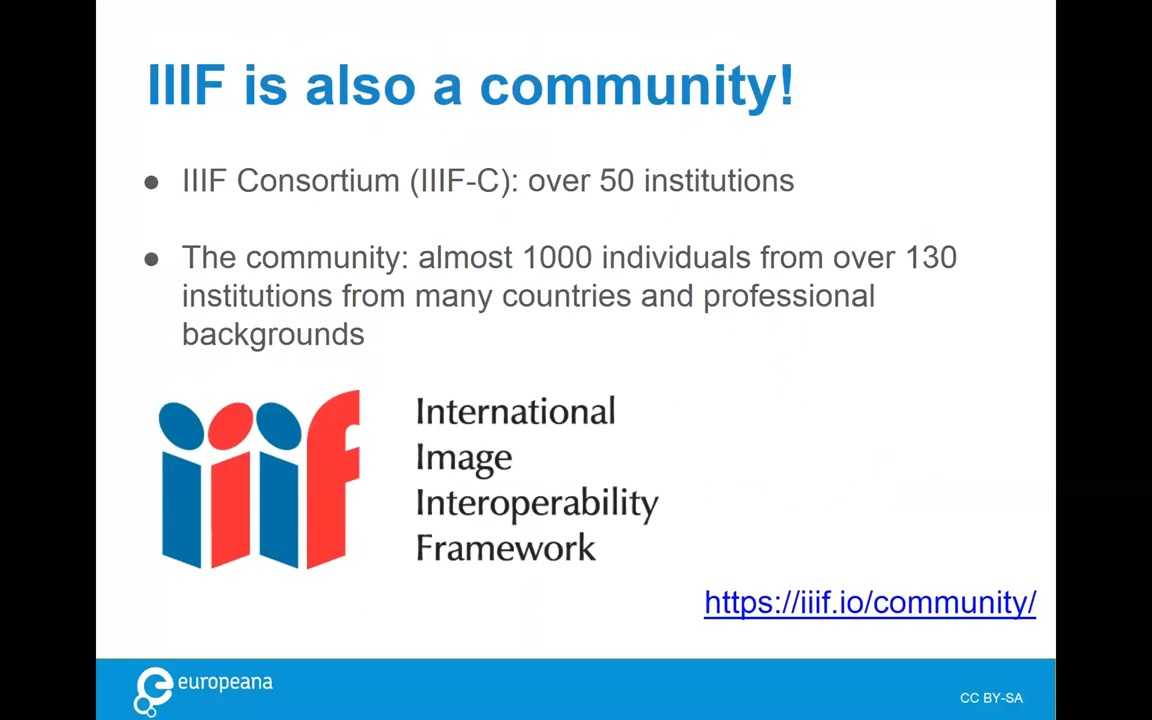 IIIF is also a community!
● IIIF Consortium (IIIF-C): over 50 institutions
● The community: almost 1000 individuals from over 130
institutions from many countries and professional
backgrounds
iiif
International
Image
Interoperability
Framework
https://iiif.io/community/
europeana
CC BY-SA